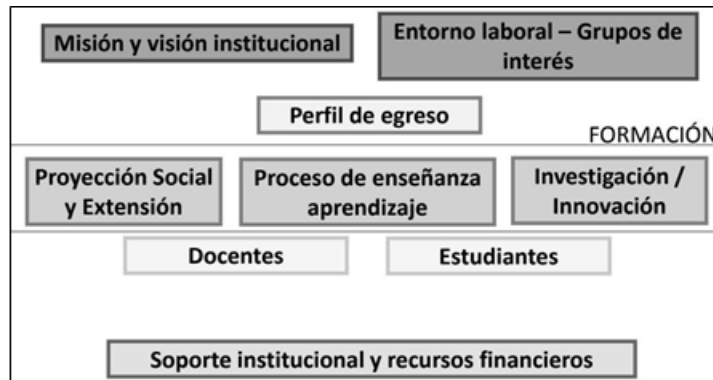 Misión y visión institucional
Entorno laboral – Grupos de
interés
Perfil de egreso
FORMACIÓN
Proyección Social
y Extensión
Proceso de enseñanza
aprendizaje
Investigación /
Innovación
Docentes
Estudiantes
Soporte institucional y recursos financieros